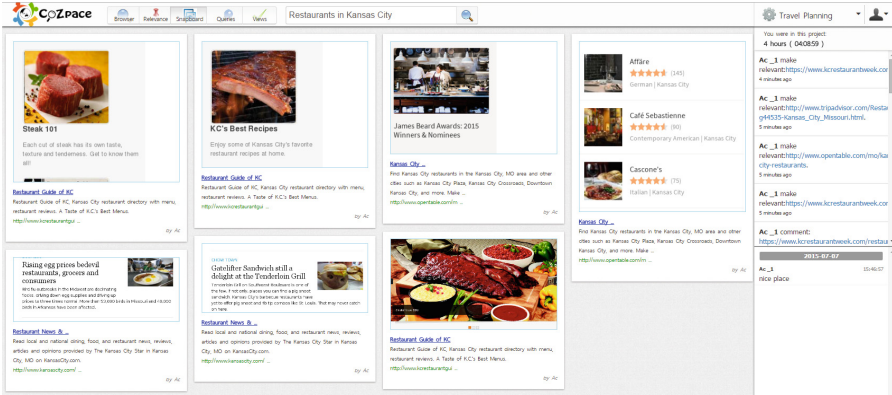 CoZpace
Browser
Relevance
Snapboard
Queries
Views
Restaurants in Kansas City
Travel Planning
Steak 101
Each cut of steak has its own taste,
texture and tenderness. Get to know them
all!
Restaurant Guide of KC
Restaurant Guide of KC, Kansas City restaurant directory with menu,
restaurant reviews. A Taste of K.C.'s Best Menus.
http://www.kcrestaurantgui ...
by Ac
KC's Best Recipes
Enjoy some of Kansas City's favorite
restaurant recipes at home.
Restaurant Guide of KC
Restaurant Guide of KC, Kansas City restaurant directory with menu,
restaurant reviews. A Taste of K.C.'s Best Menus.
http://www.kcrestaurantgui ...
by Ac
James Beard Awards: 2015
Winners & Nominees
Kansas City ...
Find Kansas City restaurants in the Kansas City, MO area and other
cities such as Kansas City Plaza, Kansas City Crossroads, Downtown
Kansas City, and more. Make ...
http://www.opentable.com/m ...
by Ac
Affäre
(145)
German | Kansas City
Café Sebastienne
(90)
Contemporary American | Kansas City
Cascone's
(75)
Italian | Kansas City
Kansas City ...
Find Kansas City restaurants in the Kansas City, MO area and other
cities such as Kansas City Plaza, Kansas City Crossroads, Downtown
Kansas City, and more. Make ...
http://www.opentable.com/m ...
by Ac
Rising egg prices bedevil
restaurants, grocers and
consumers
Restaurant News & ...
Read local and national dining, food, and restaurant news, reviews,
articles and opinions provided by The Kansas City Star in Kansas
City, MO on KansasCity.com.
http://www.kansascity.com/ ...
by Ac
Gatelifter Sandwich still a
delight at the Tenderloin Grill
Restaurant News & ...
Read local and national dining, food, and restaurant news, reviews,
articles and opinions provided by The Kansas City Star in Kansas
City, MO on KansasCity.com.
http://www.kansascity.com/ ...
by Ac
Restaurant Guide of KC
Restaurant Guide of KC, Kansas City restaurant directory with menu,
restaurant reviews. A Taste of K.C.'s Best Menus.
http://www.kcrestaurantgui ...
by Ac
You were in this project
4 hours ( 04:08:59 )
Ac _1 make
relevant:https://www.kcrestaurantweek.com
4 minutes ago
Ac _1 make
relevant:http://www.tripadvisor.com/Restau
g44535-Kansas_City_Missouri.html.
5 minutes ago
Ac _1 make
relevant:http://www.opentable.com/mo/kan
city-restaurants.
5 minutes ago
Ac _1 make
relevant:https://www.kcrestaurantweek.com
5 minutes ago
Ac _1 comment:
https://www.kcrestaurantweek.com/restau
2015-07-07
Ac _1 15:46:57
nice place